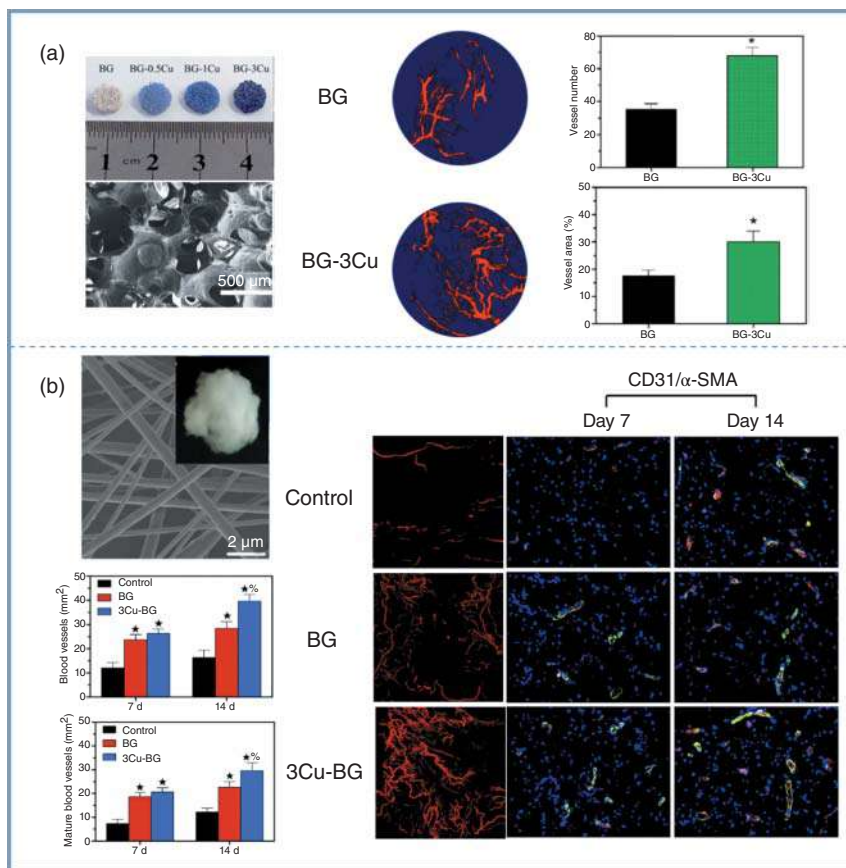 (a)
BG BG-0.5Cu BG-1Cu BG-3Cu
1 cm 2 3 4
500 µm
BG
BG-3Cu
Vessel number
80
60
40
20
0
BG BG-3Cu
★
Vessel area (%)
50
40
30
20
10
0
BG BG-3Cu
★
(b)
2 µm
Control
BG
3Cu-BG
CD31/α-SMA
Day 7 Day 14
Blood vessels (mm²)
50
40
30
20
10
0
Control
BG
3Cu-BG
★ ★ ★ ★%
7 d 14 d
Mature blood vessels (mm²)
50
40
30
20
10
0
Control
BG
3Cu-BG
★ ★ ★ ★%
7 d 14 d